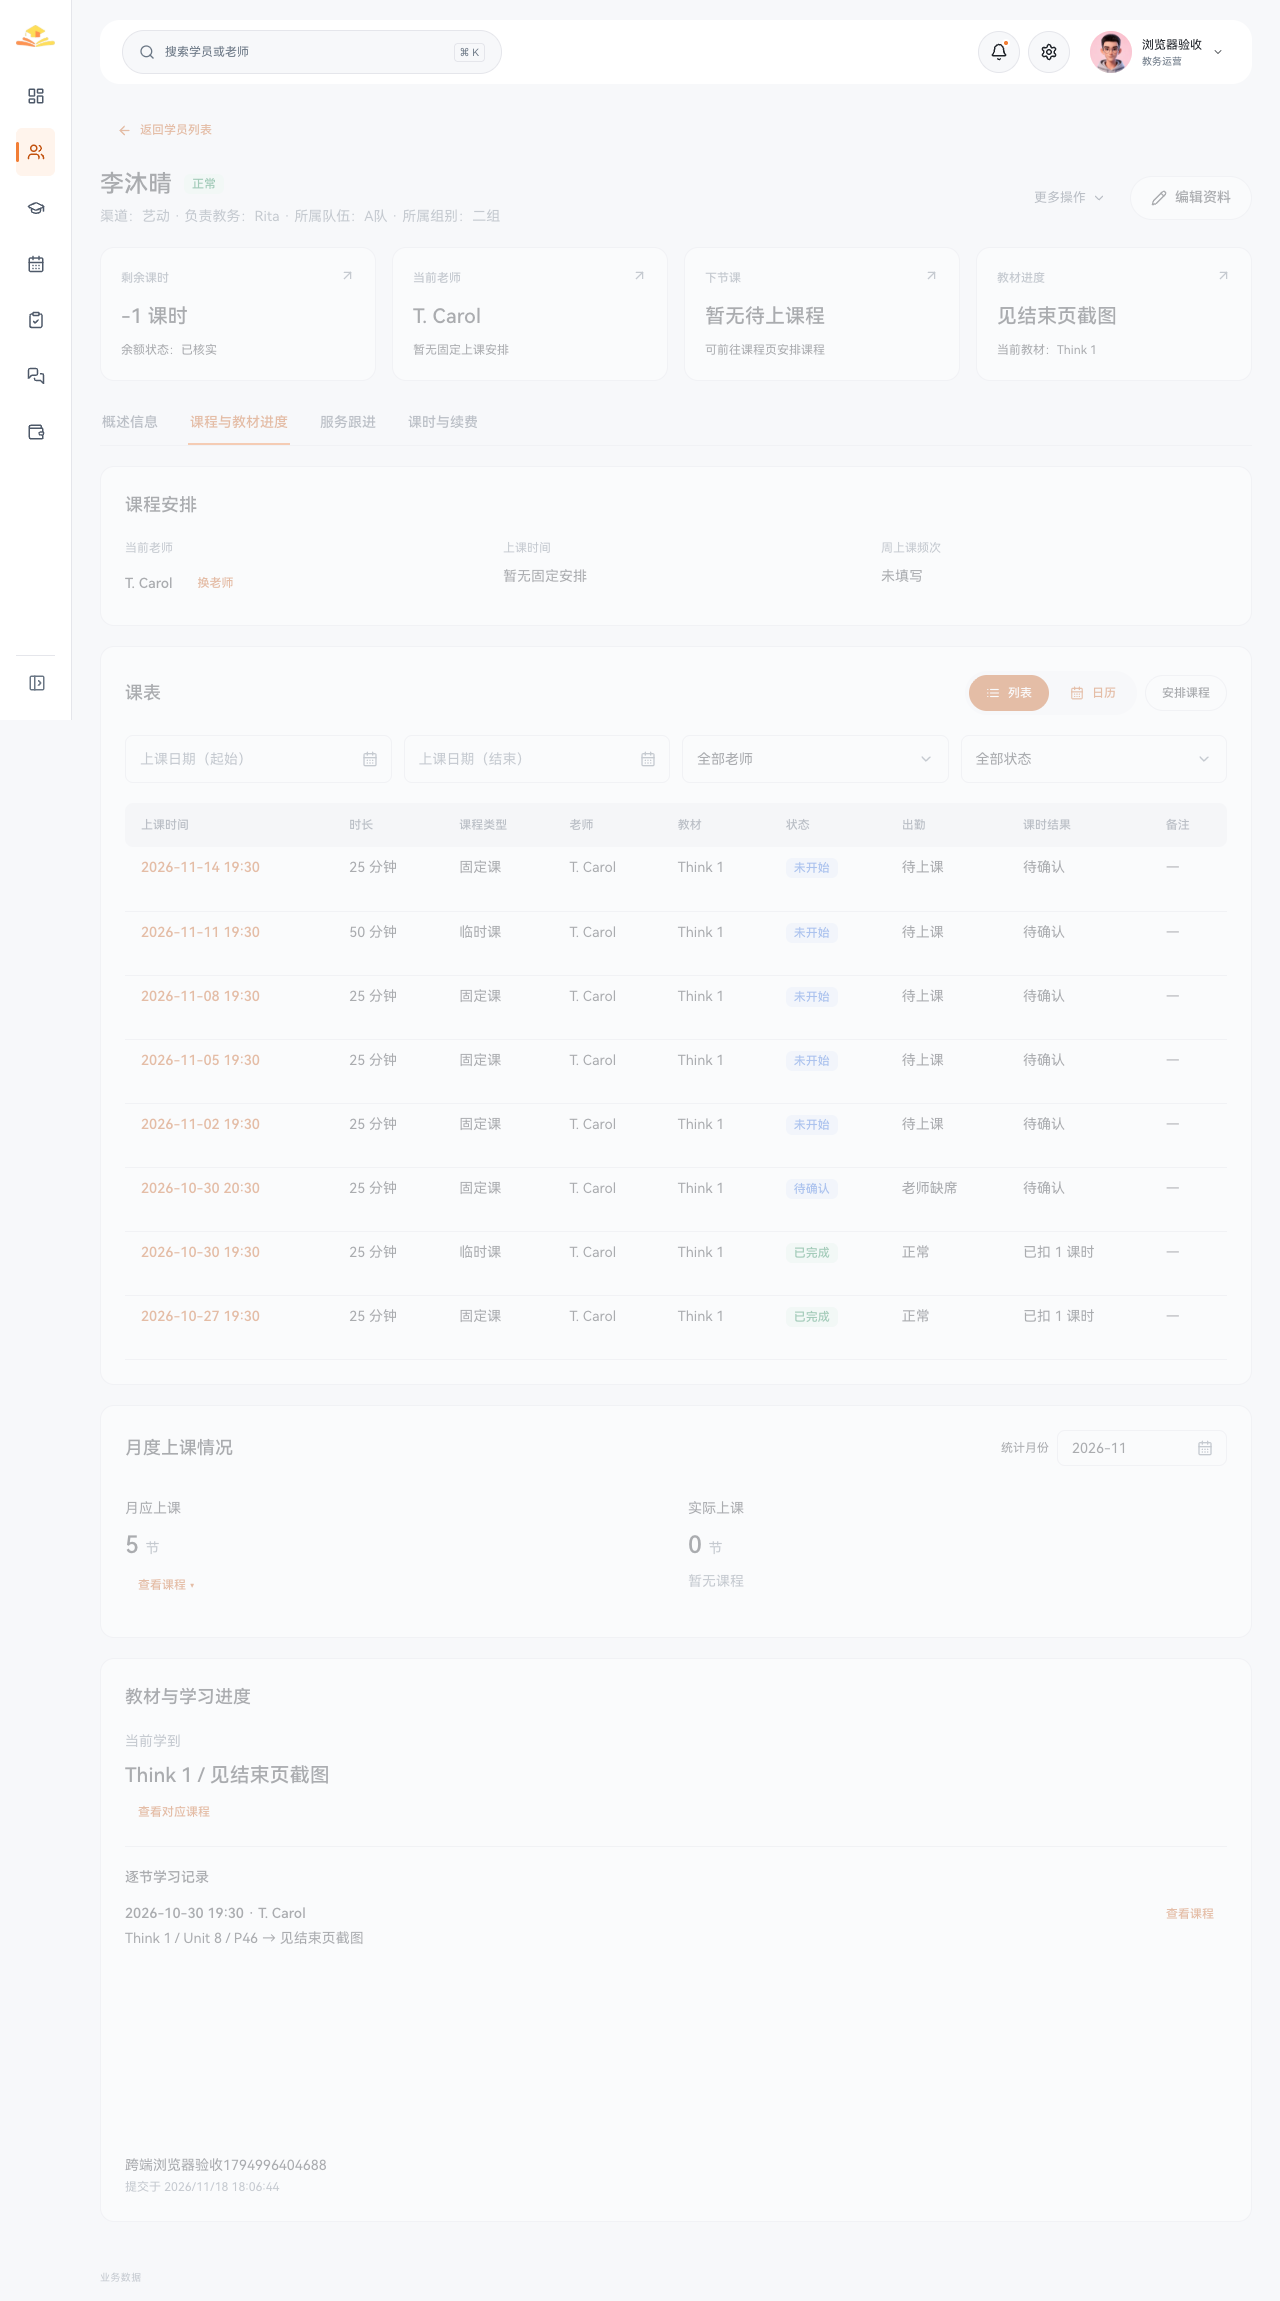 搜索学员或老师 ⌘ K
浏览器验收
教务运营
返回学员列表
李沐晴 正常
渠道：艺动 · 负责教务：Rita · 所属队伍：A队 · 所属组别：二组
更多操作 编辑资料
剩余课时 当前老师 下节课 教材进度
-1 课时 T. Carol 暂无待上课程 见结束页截图
余额状态：已核实 暂无固定上课安排 可前往课程页安排课程 当前教材：Think 1
概述信息 课程与教材进度 服务跟进 课时与续费
课程安排
当前老师 上课时间 周上课频次
T. Carol 换老师 暂无固定安排 未填写
课表 列表 日历 安排课程
上课日期（起始） 上课日期（结束） 全部老师 全部状态
上课时间 时长 课程类型 老师 教材 状态 出勤 课时结果 备注
2026-11-14 19:30 25 分钟 固定课 T. Carol Think 1 未开始 待上课 待确认 —
2026-11-11 19:30 50 分钟 临时课 T. Carol Think 1 未开始 待上课 待确认 —
2026-11-08 19:30 25 分钟 固定课 T. Carol Think 1 未开始 待上课 待确认 —
2026-11-05 19:30 25 分钟 固定课 T. Carol Think 1 未开始 待上课 待确认 —
2026-11-02 19:30 25 分钟 固定课 T. Carol Think 1 未开始 待上课 待确认 —
2026-10-30 20:30 25 分钟 固定课 T. Carol Think 1 待确认 老师缺席 待确认 —
2026-10-30 19:30 25 分钟 临时课 T. Carol Think 1 已完成 正常 已扣 1 课时 —
2026-10-27 19:30 25 分钟 固定课 T. Carol Think 1 已完成 正常 已扣 1 课时 —
月度上课情况 统计月份 2026-11
月应上课 实际上课
5 节 0 节
查看课程 • 暂无课程
教材与学习进度
当前学到
Think 1 / 见结束页截图
查看对应课程
逐节学习记录
2026-10-30 19:30 · T. Carol 查看课程
Think 1 / Unit 8 / P46 → 见结束页截图
跨端浏览器验收1794996404688
提交于 2026/11/18 18:06:44
业务数据